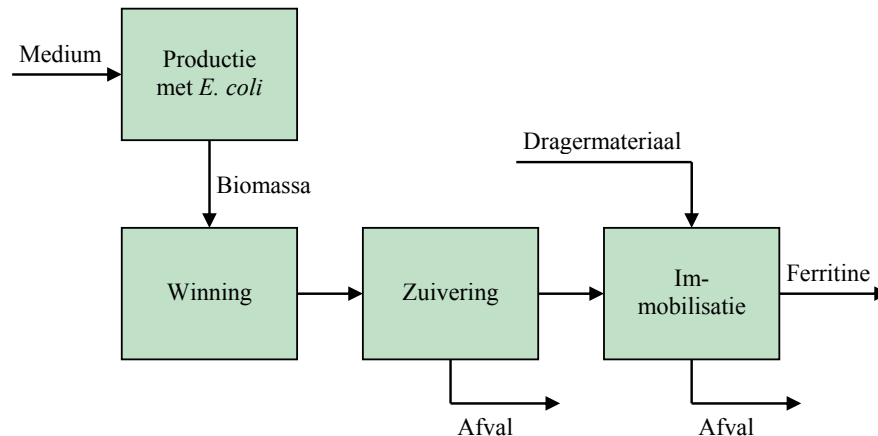 Medium
Productie
met E. coli
Biomassa
Dragermateriaal
Winning
Zuivering
Im-
mobilisatie
Ferritine
Afval
Afval